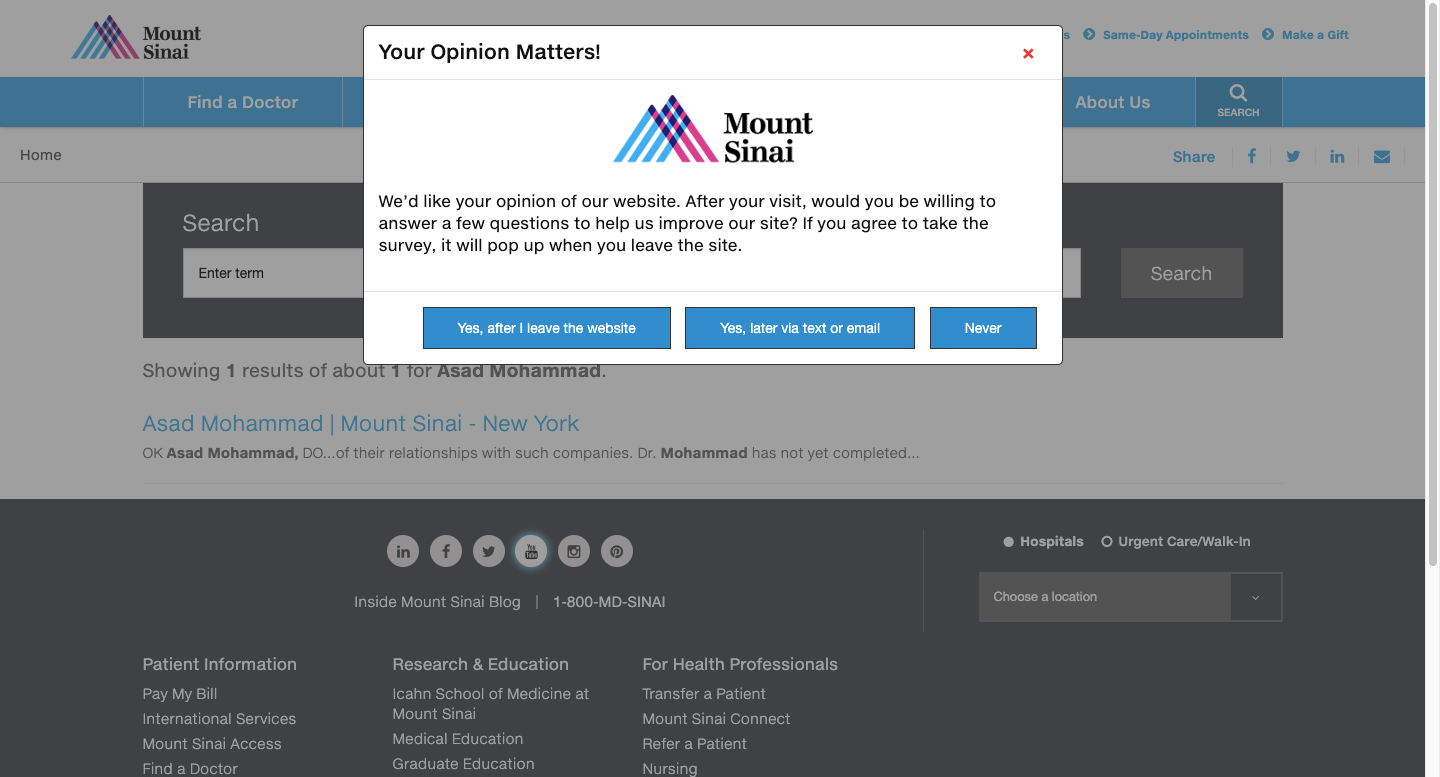 Mount
Sinai
s Same-Day Appointments Make a Gift
Find a Doctor
About Us
SEARCH
Home
Share
Your Opinion Matters!
Mount
Sinai
We'd like your opinion of our website. After your visit, would you be willing to
answer a few questions to help us improve our site? If you agree to take the
survey, it will pop up when you leave the site.
Yes, after I leave the website
Yes, later via text or email
Never
Search
Enter term
Search
Showing 1 results of about 1 for Asad Mohammad.
Asad Mohammad | Mount Sinai - New York
OK Asad Mohammad, DO...of their relationships with such companies. Dr. Mohammad has not yet completed...
Hospitals Urgent Care/Walk-In
Choose a location
You
Tube
Inside Mount Sinai Blog | 1-800-MD-SINAI
Patient Information
Pay My Bill
International Services
Mount Sinai Access
Find a Doctor
Research & Education
Icahn School of Medicine at
Mount Sinai
Medical Education
Graduate Education
For Health Professionals
Transfer a Patient
Mount Sinai Connect
Refer a Patient
Nursing